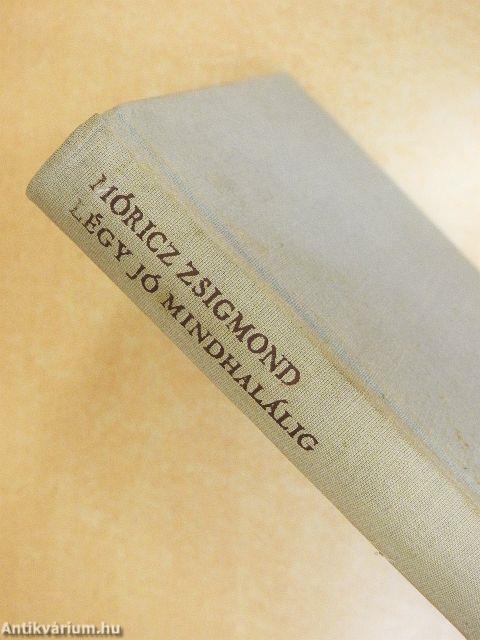 MÓRICZ ZSIGMOND
LÉGY JÓ MINDHALÁLIG
Antikvárium.hu